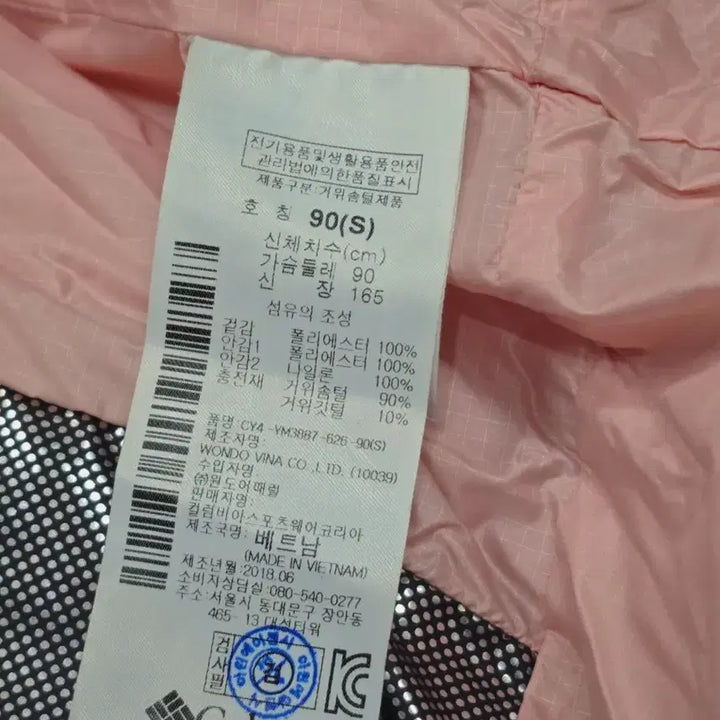 전기용품및생활용품안전
관리법에의한품질표시
제품구분:거위솜털제품
호 칭 90(S)
신체치수(cm)
가슴둘레 90
신 장 165
섬유의 조성
겉감 폴리에스터 100%
안감1 폴리에스터 100%
안감2 나일론 100%
충전재 거위솜털 90%
거위깃털 10%
품명: CY4-YM3887-626-90(S)
제조자명:
WONDO VINA CO.,LTD. (10039)
수입자명:
㈜원도어패럴
판매자명:
컬럼비아스포츠웨어코리아
제조국명: 베트남
(MADE IN VIETNAM)
제조년월:2018.06
소비자상담실:080-540-0277
주소:서울시 동대문구 장안동
465-13 대성타워
검사필
검
KC